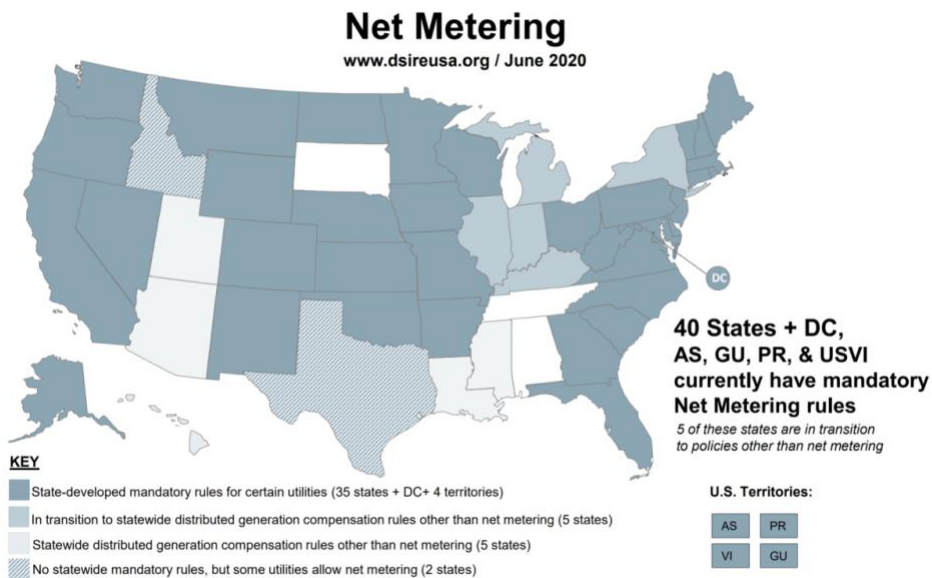 Net Metering
www.dsireusa.org / June 2020
DC
40 States + DC,
AS, GU, PR, & USVI
currently have mandatory
Net Metering rules
5 of these states are in transition
to policies other than net metering
KEY
State-developed mandatory rules for certain utilities (35 states + DC+ 4 territories)
In transition to statewide distributed generation compensation rules other than net metering (5 states)
Statewide distributed generation compensation rules other than net metering (5 states)
No statewide mandatory rules, but some utilities allow net metering (2 states)
U.S. Territories:
AS PR
VI GU